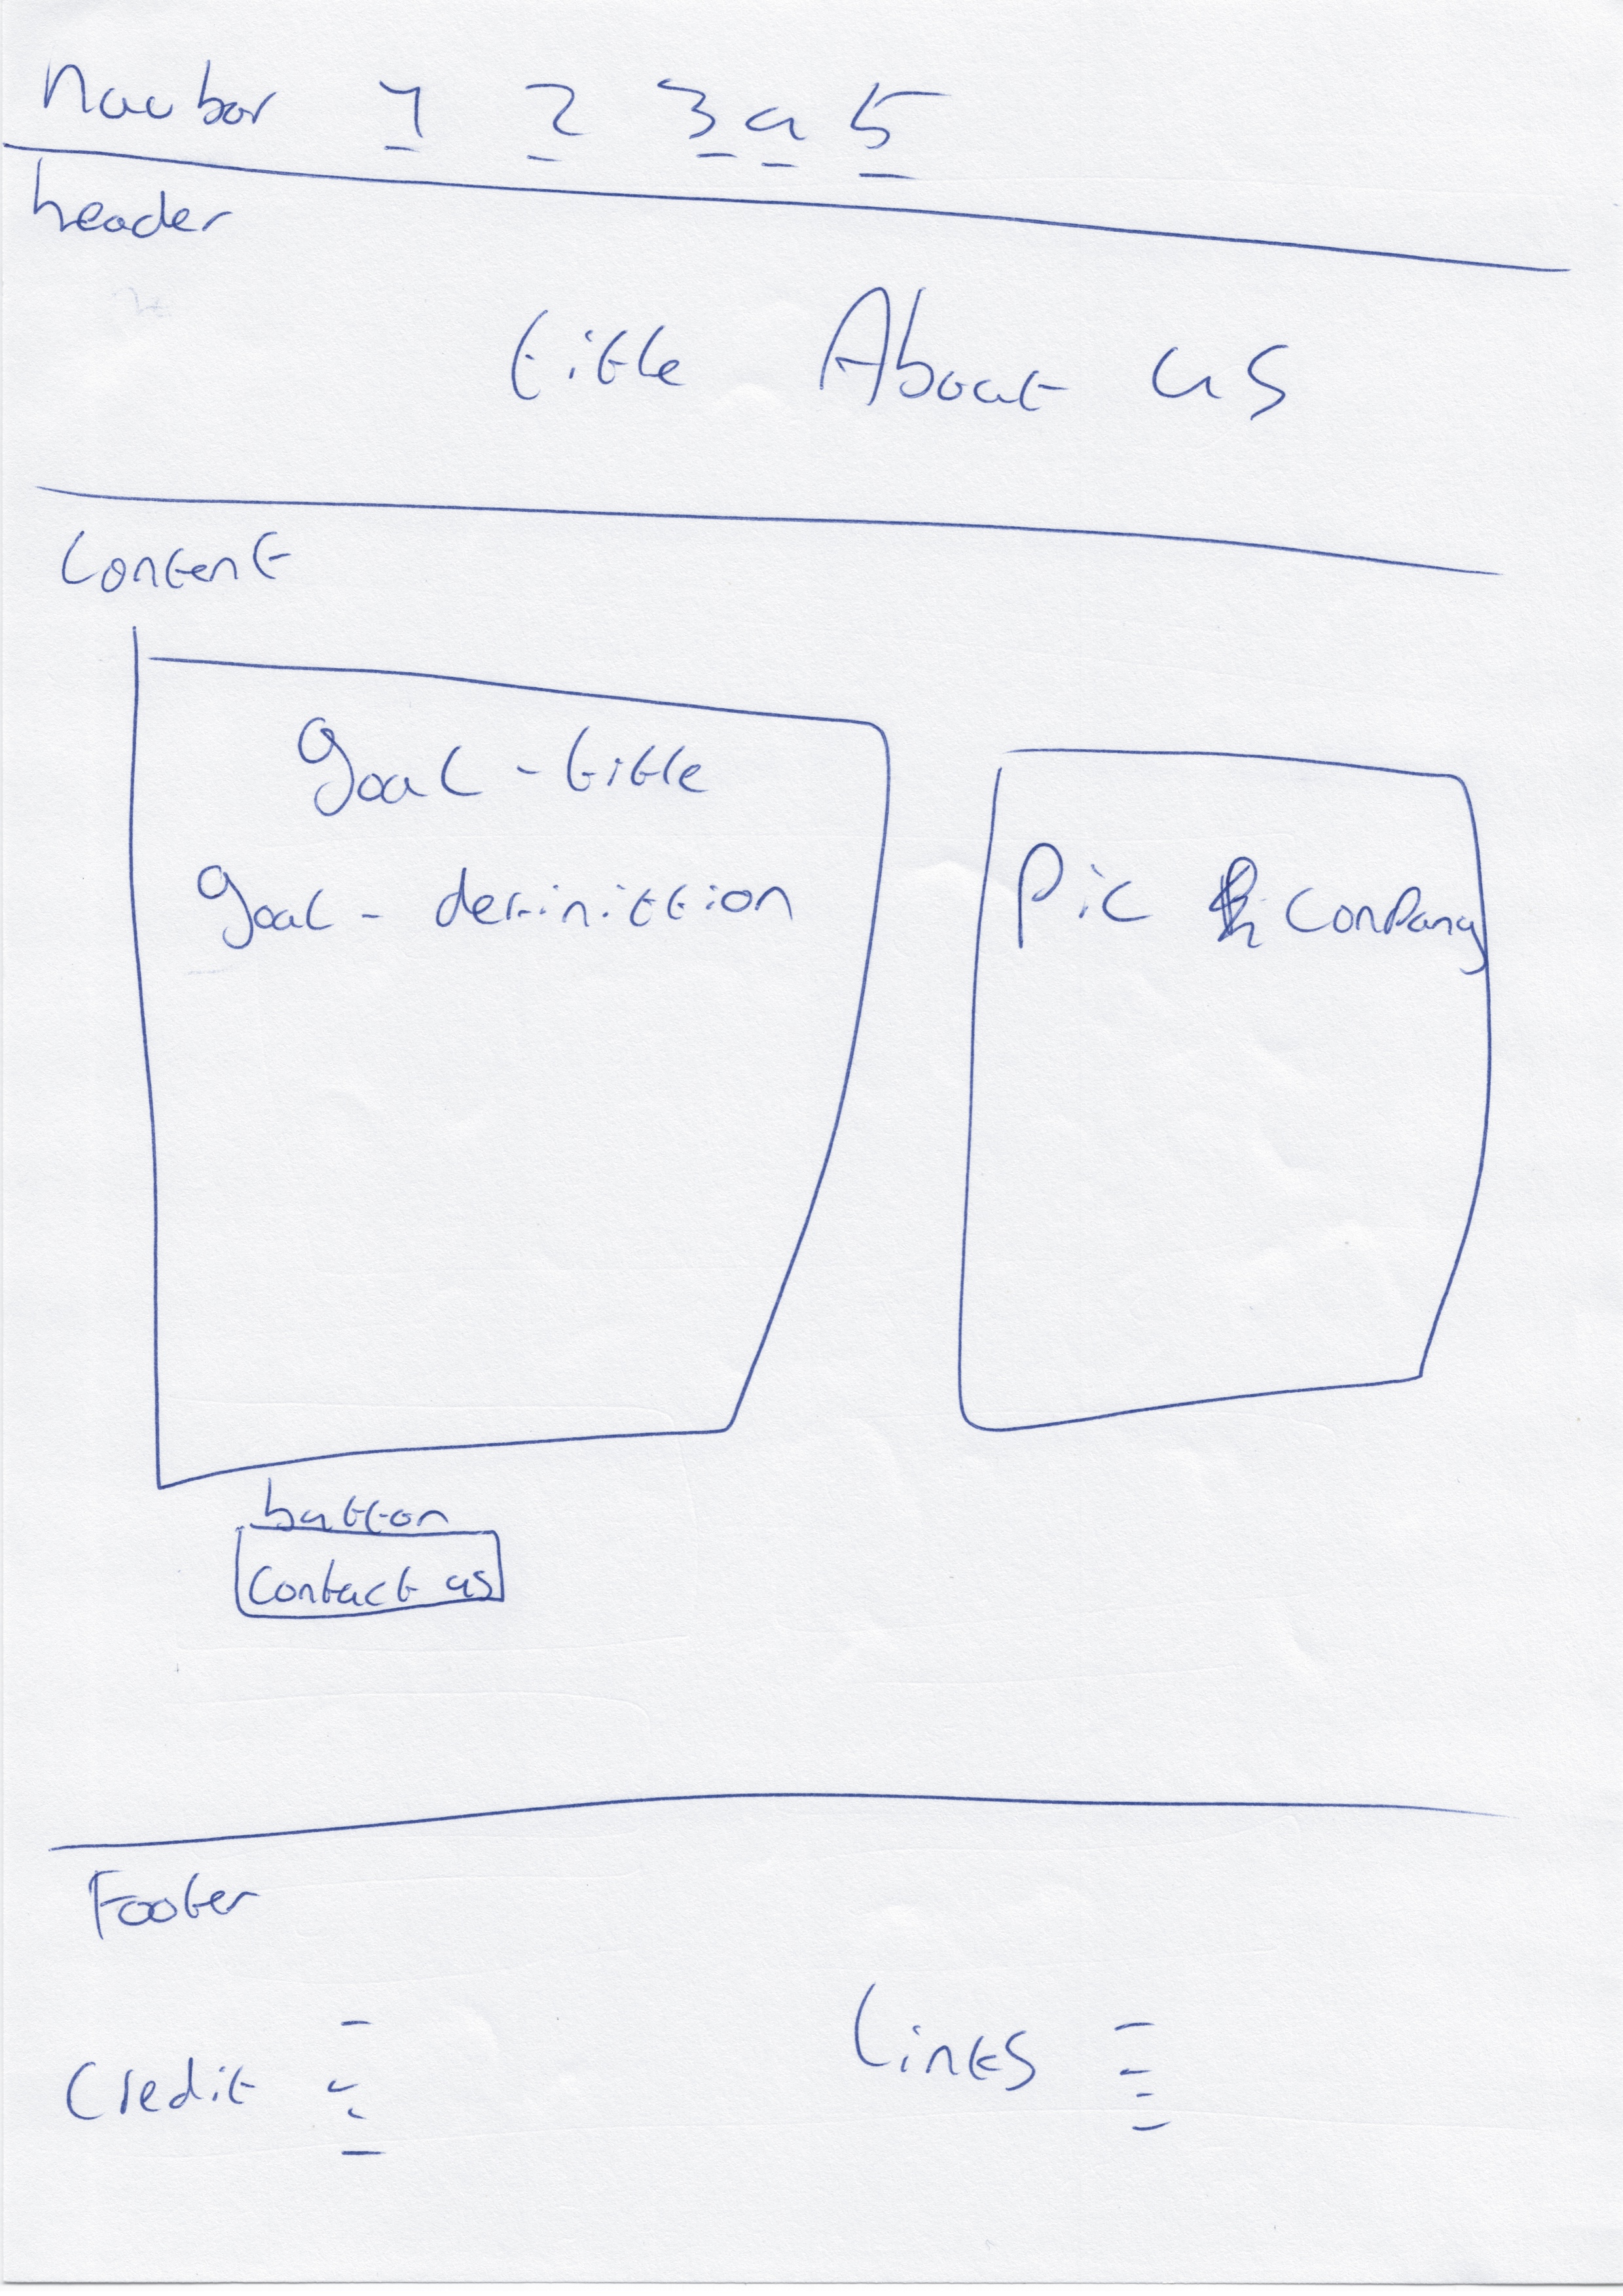 Navbar 1 2 3 4 5
header
title About us
Content
goal - title
goal - definittion
Pic company
button
Contact us
Footer
Links
Credit